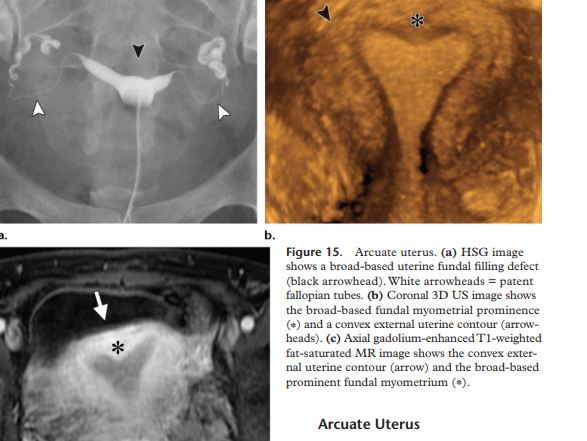 a.
b.
Figure 15. Arcuate uterus. (a) HSG image
shows a broad-based uterine fundal filling defect
(black arrowhead). White arrowheads = patent
fallopian tubes. (b) Coronal 3D US image shows
the broad-based fundal myometrial prominence
(*) and a convex external uterine contour (arrow-
heads). (c) Axial gadolium-enhanced T1-weighted
fat-saturated MR image shows the convex exter-
nal uterine contour (arrow) and the broad-based
prominent fundal myometrium (*).
Arcuate Uterus